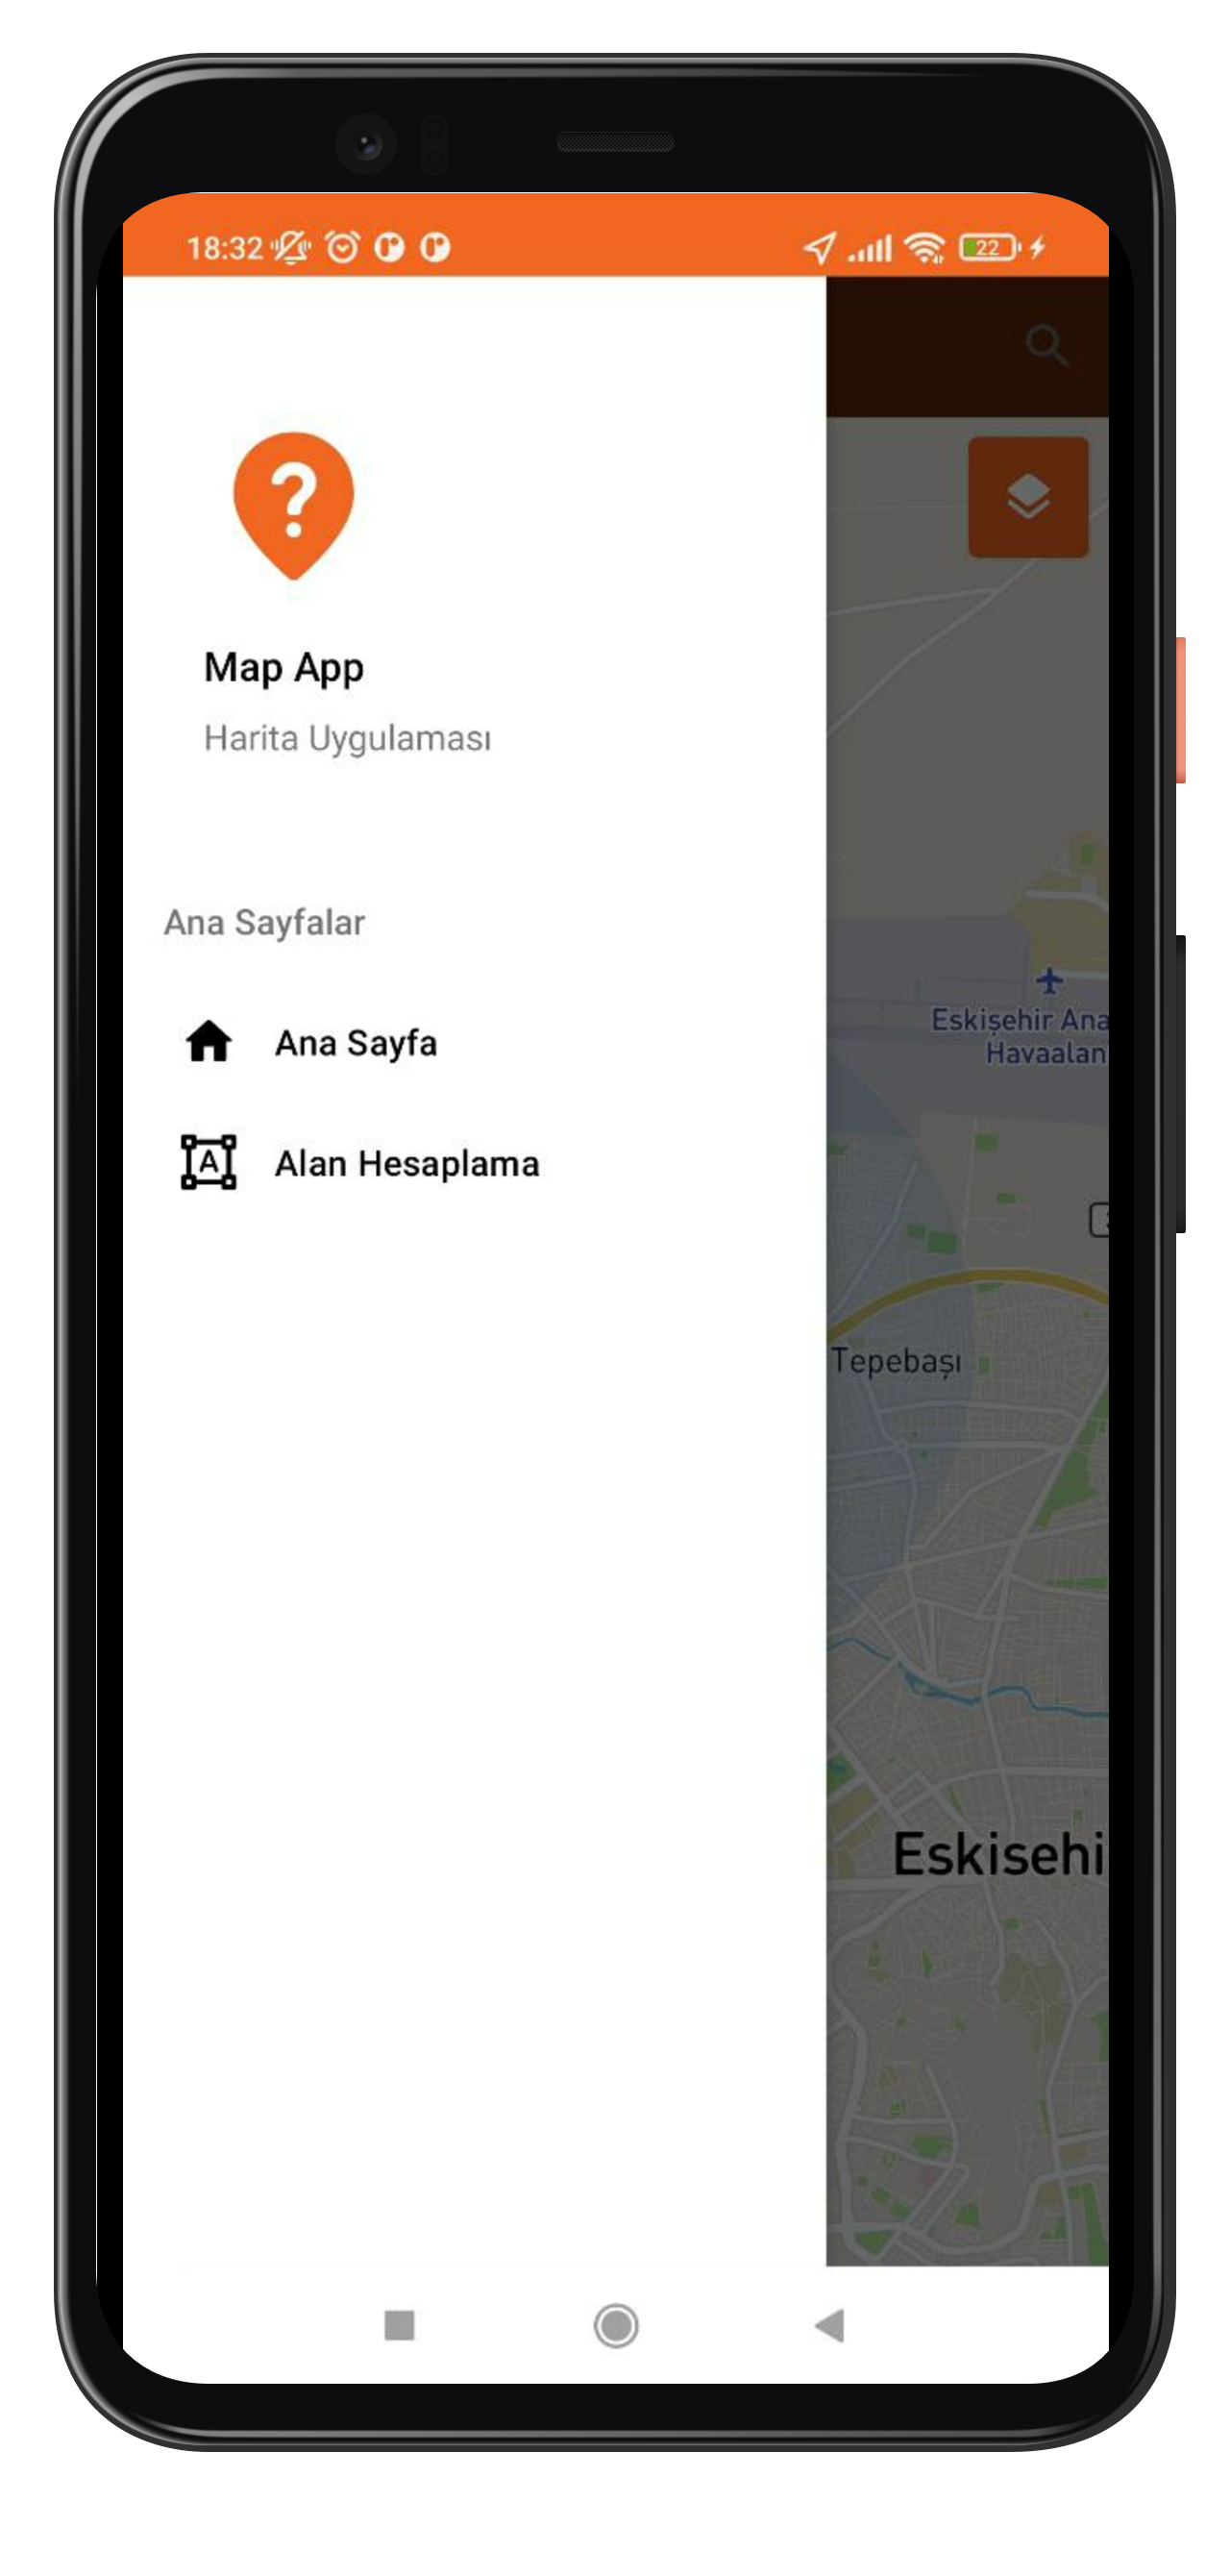 18:32
22
?
Map App
Harita Uygulaması
Ana Sayfalar
Ana Sayfa
A
Alan Hesaplama
Eskişehir Ana
Havaalan
Tepebaşı
Eskisehi